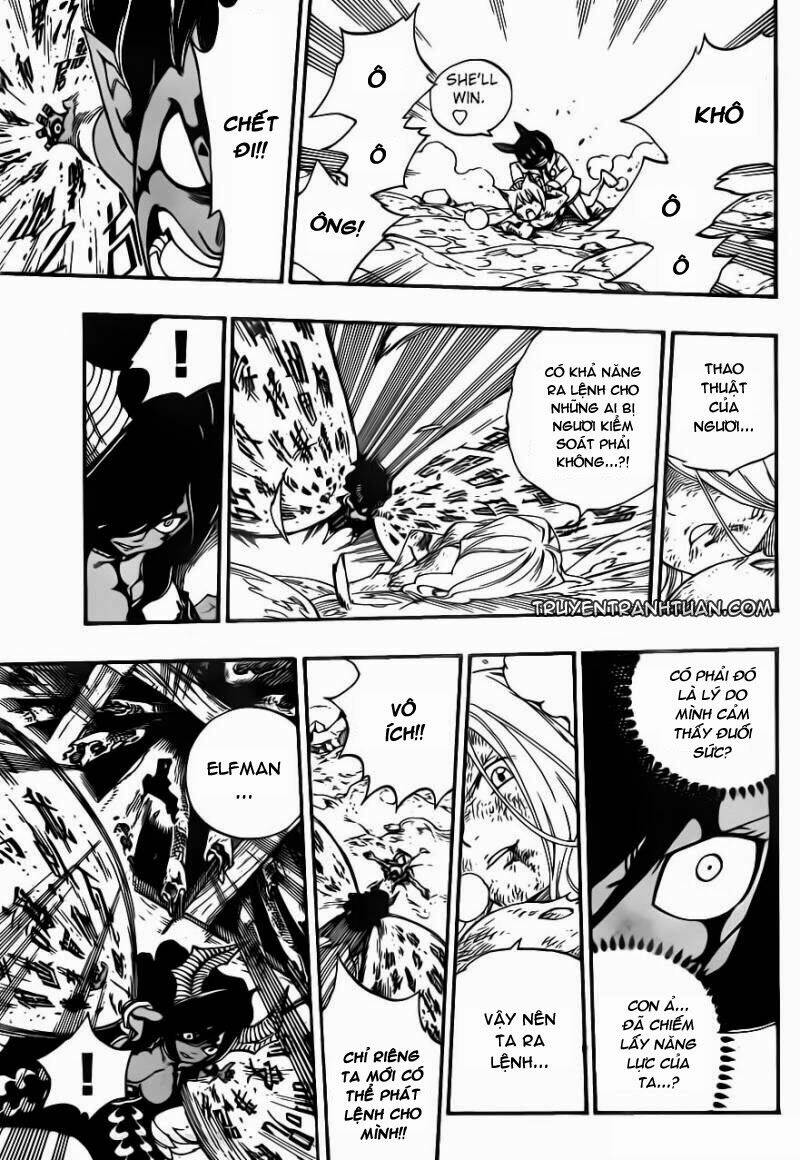 KHÔ
Ô
Ô
SHE'LL
WIN.
Ô
Ô
ÔNG!
CHẾT
ĐI!!
THAO
THUẬT
CỦA
NGƯƠI...
CÓ KHẢ NĂNG
RA LỆNH CHO
NHỮNG AI BỊ
NGƯƠI KIỂM
SOÁT PHẢI
KHÔNG...?!
!
TRUYENTRANHTUAN.COM
CÓ PHẢI ĐÓ
LÀ LÝ DO
MÌNH CẢM
THẤY ĐUỐI
SỨC?
CON Ả...
ĐÃ CHIẾM
LẤY NĂNG
LỰC CỦA
TA...?
VẬY NÊN
TA RA
LỆNH...
VÔ
ÍCH!!
CHỈ RIÊNG
TA MỚI CÓ
THỂ PHÁT
LỆNH CHO
MÌNH!!
ELFMAN
...
!